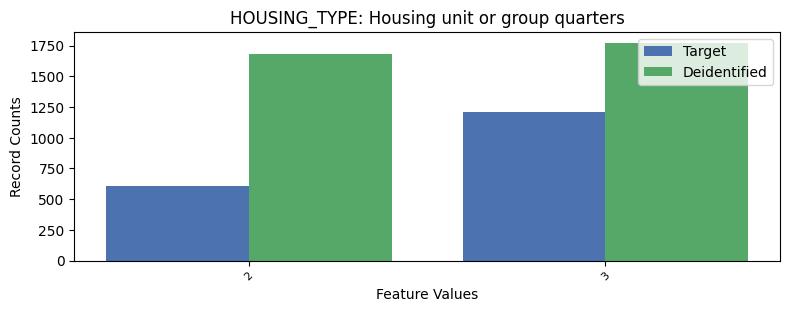 HOUSING_TYPE: Housing unit or group quarters
Target
Deidentified
1750
1500
1250
1000
750
500
250
0
Record Counts
2
3
Feature Values